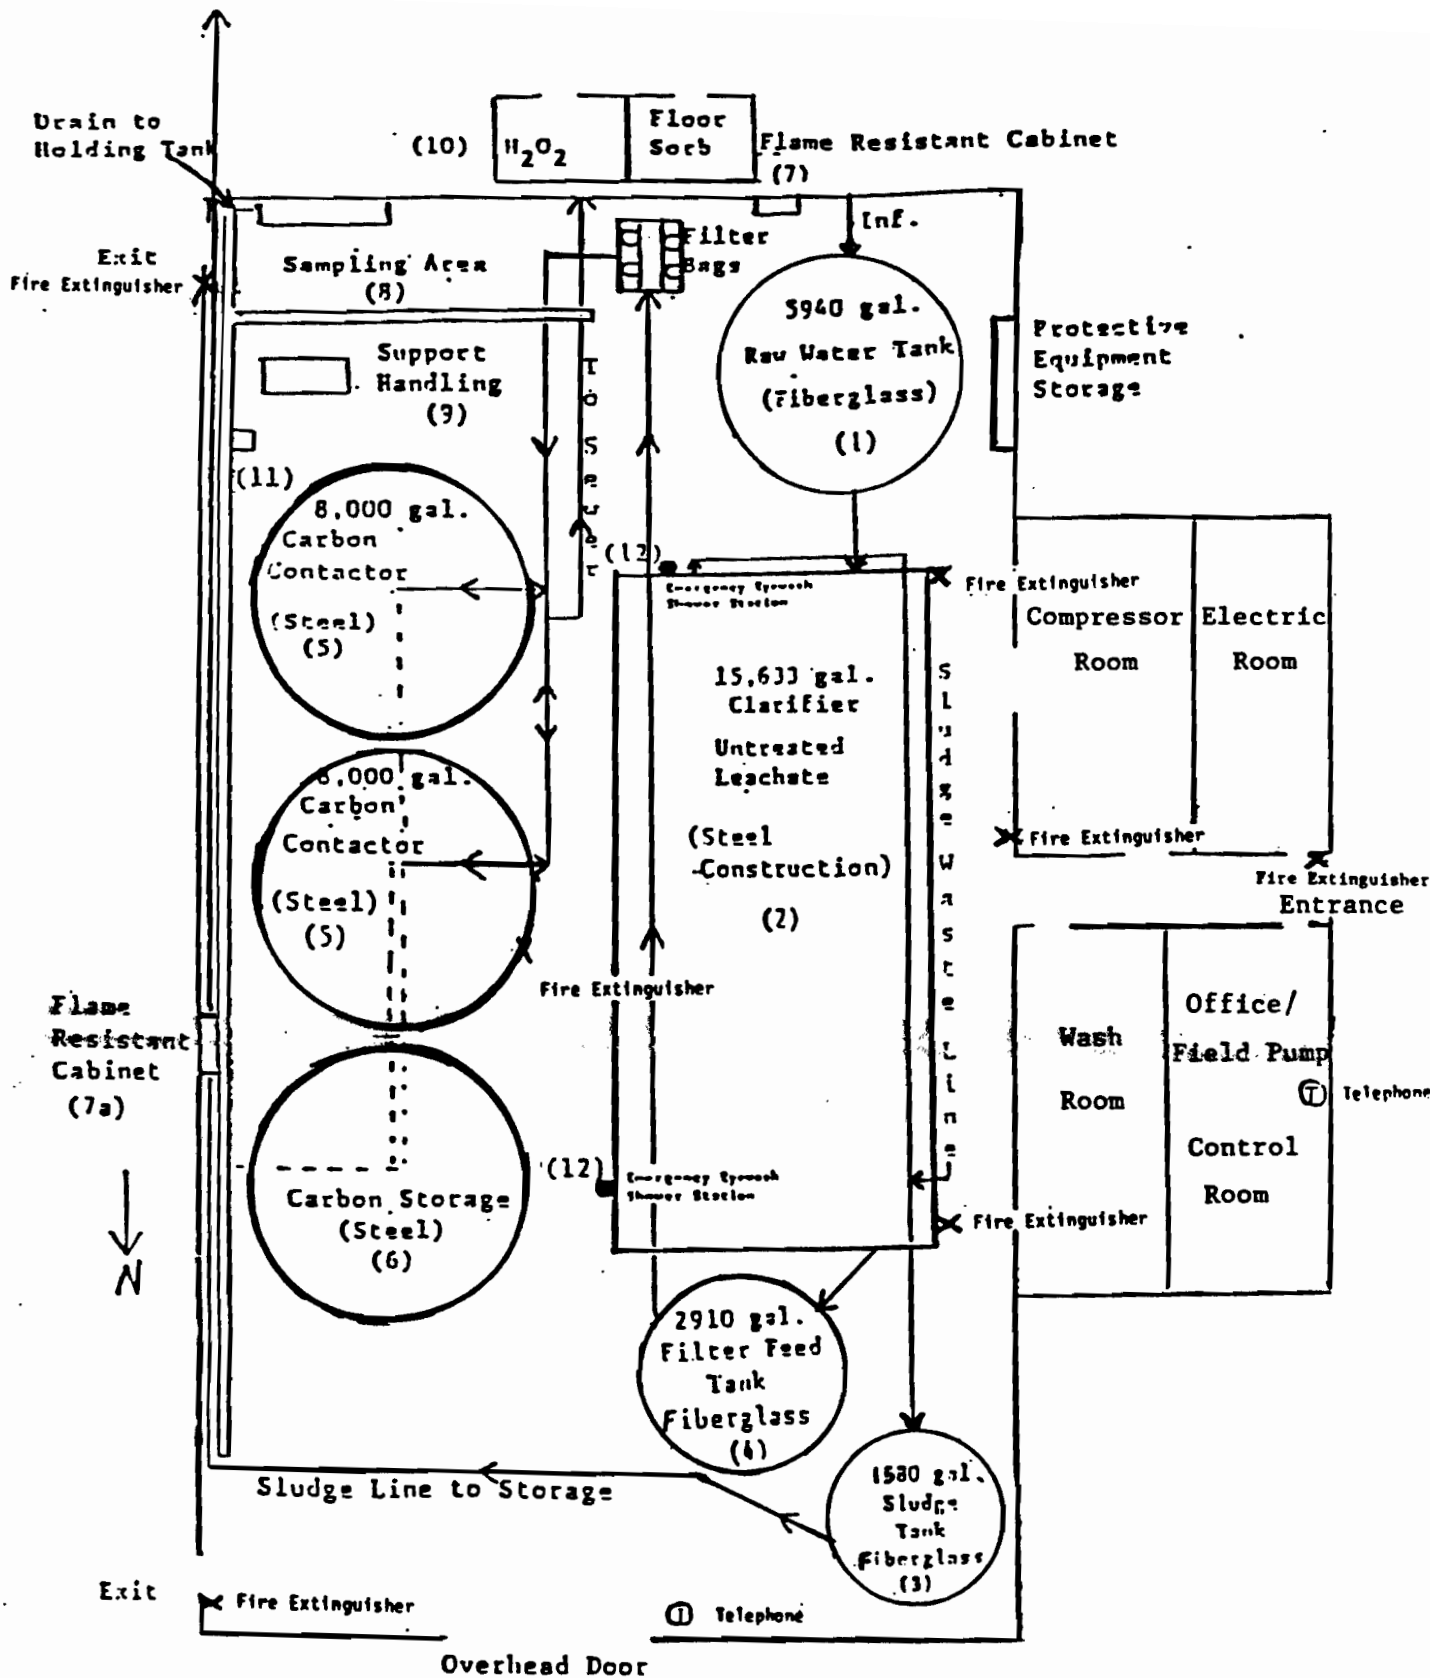 Drain to
Holding Tank
(10)
H2O2
Floor
Sorb
Flame Resistant Cabinet
(7)
Inf.
Exit
Fire Extinguisher
Sampling Area
(8)
Filter
Bags
5940 gal.
Raw Water Tank
(Fiberglass)
(1)
Protective
Equipment
Storage
Support
Handling
(9)
To Sewer
(11)
8,000 gal.
Carbon
Contactor
(Steel)
(5)
(12)
Emergency Eyewash
Shower Station
Fire Extinguisher
Compressor
Room
Electric
Room
15,633 gal.
Clarifier
Untreated
Leachate
(Steel
Construction)
(2)
Sludge Waste Line
8,000 gal.
Carbon
Contactor
(Steel)
(5)
Fire Extinguisher
Fire Extinguisher
Fire Extinguisher
Entrance
Flame
Resistant
Cabinet
(7a)
Wash
Room
Office/
Field Pump
Control
Room
T Telephone
N
(12)
Emergency Eyewash
Shower Station
Carbon Storage
(Steel)
(6)
Fire Extinguisher
2910 gal.
Filter Feed
Tank
Fiberglass
(4)
Sludge Line to Storage
1580 gal.
Sludge
Tank
Fiberglass
(3)
Exit
Fire Extinguisher
T Telephone
Overhead Door